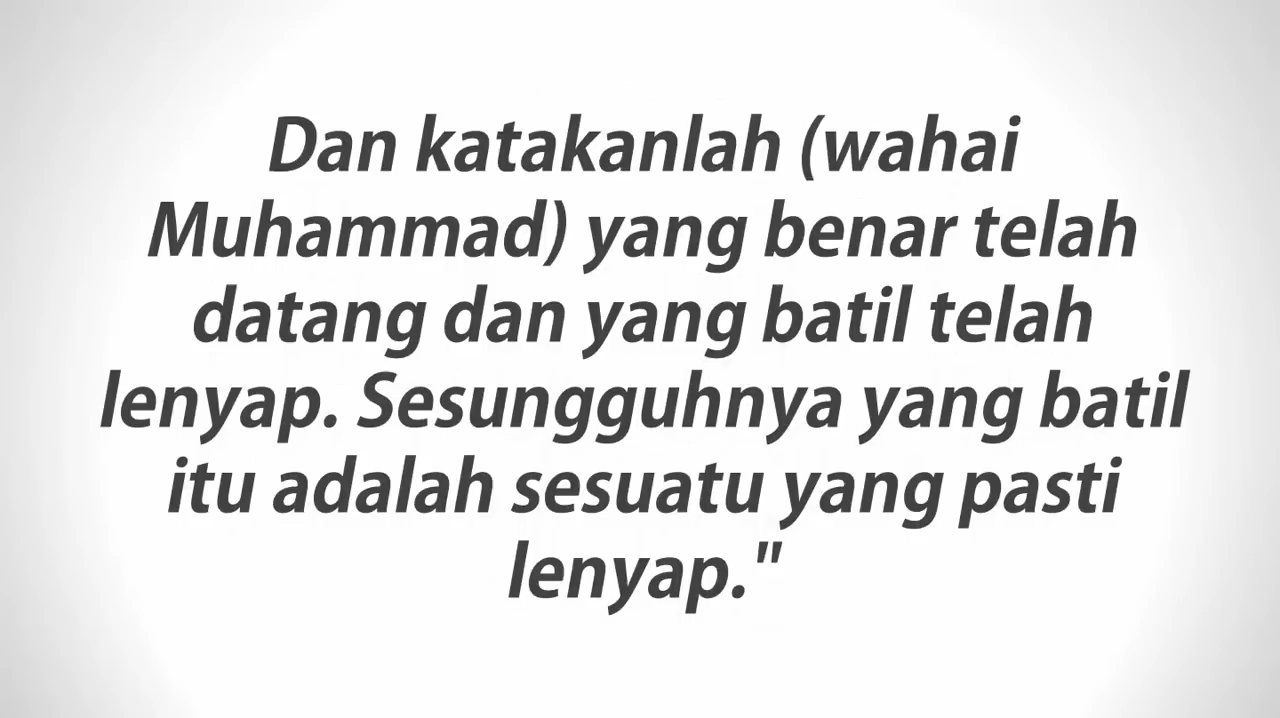 Dan katakanlah (wahai
Muhammad) yang benar telah
datang dan yang batil telah
lenyap. Sesungguhnya yang batil
itu adalah sesuatu yang pasti
lenyap."